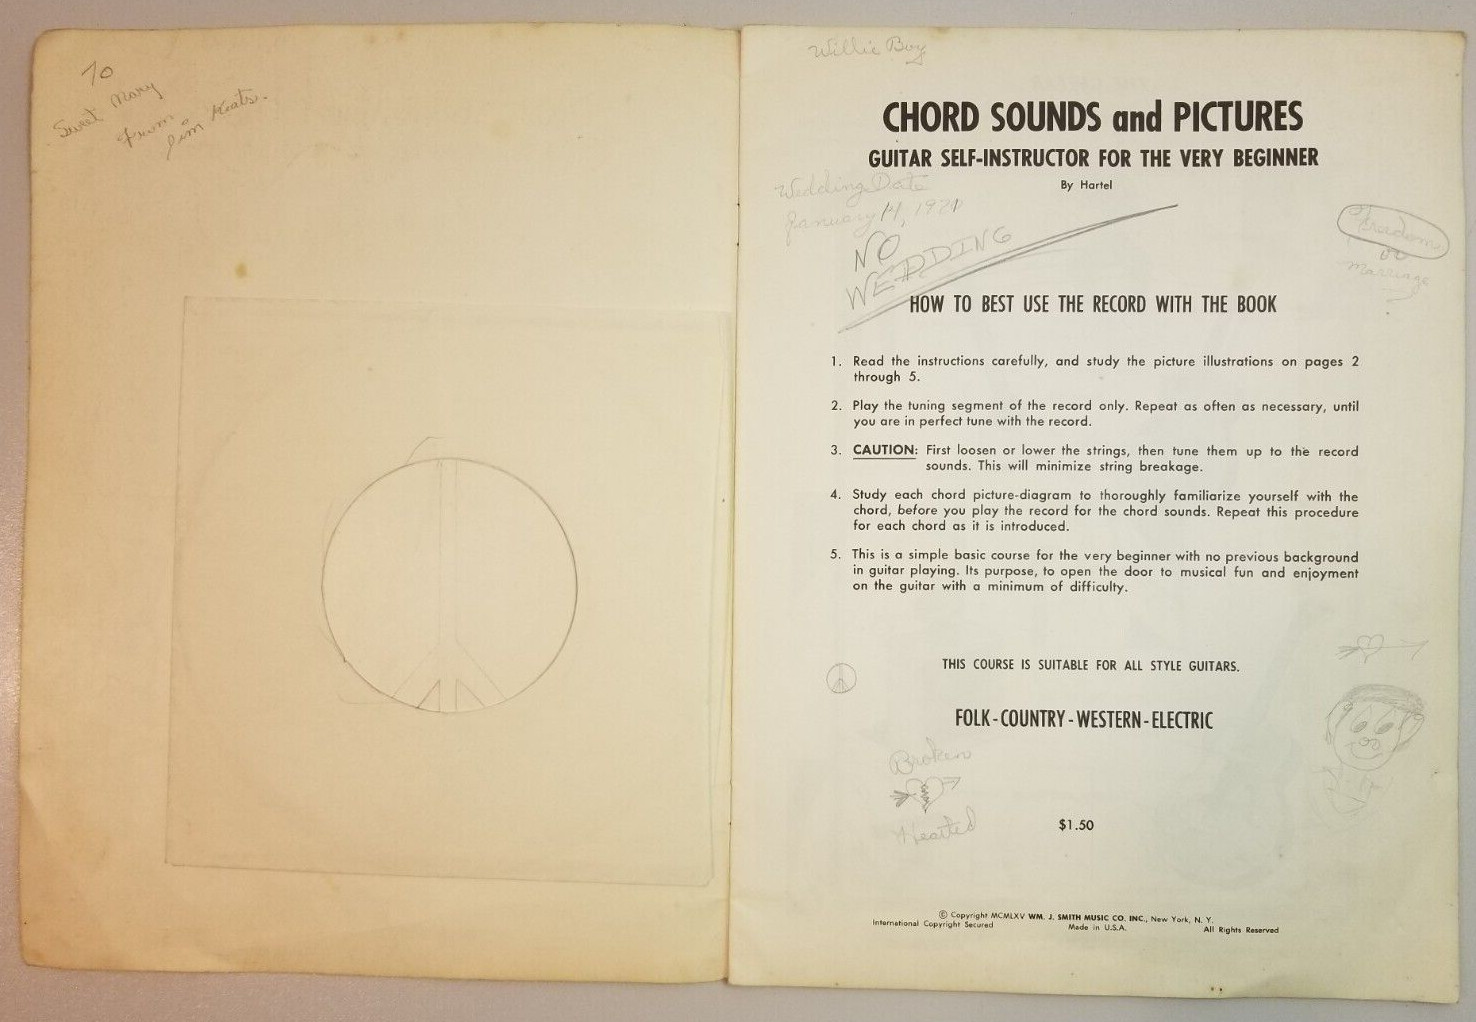 To
Sweet Mary
From
Jim Keats.
Willie Boy
CHORD SOUNDS and PICTURES
GUITAR SELF-INSTRUCTOR FOR THE VERY BEGINNER
By Hartel
Wedding Date
January 14, 1971
NO
WEDDING
Freedom
or
Marriage
HOW TO BEST USE THE RECORD WITH THE BOOK
1. Read the instructions carefully, and study the picture illustrations on pages 2
through 5.
2. Play the tuning segment of the record only. Repeat as often as necessary, until
you are in perfect tune with the record.
3. CAUTION: First loosen or lower the strings, then tune them up to the record
sounds. This will minimize string breakage.
4. Study each chord picture-diagram to thoroughly familiarize yourself with the
chord, before you play the record for the chord sounds. Repeat this procedure
for each chord as it is introduced.
5. This is a simple basic course for the very beginner with no previous background
in guitar playing. Its purpose, to open the door to musical fun and enjoyment
on the guitar with a minimum of difficulty.
THIS COURSE IS SUITABLE FOR ALL STYLE GUITARS.
FOLK - COUNTRY - WESTERN - ELECTRIC
Broken
Hearted
$1.50
© Copyright MCMLXV WM. J. SMITH MUSIC CO. INC., New York, N. Y.
International Copyright Secured Made in U.S.A. All Rights Reserved